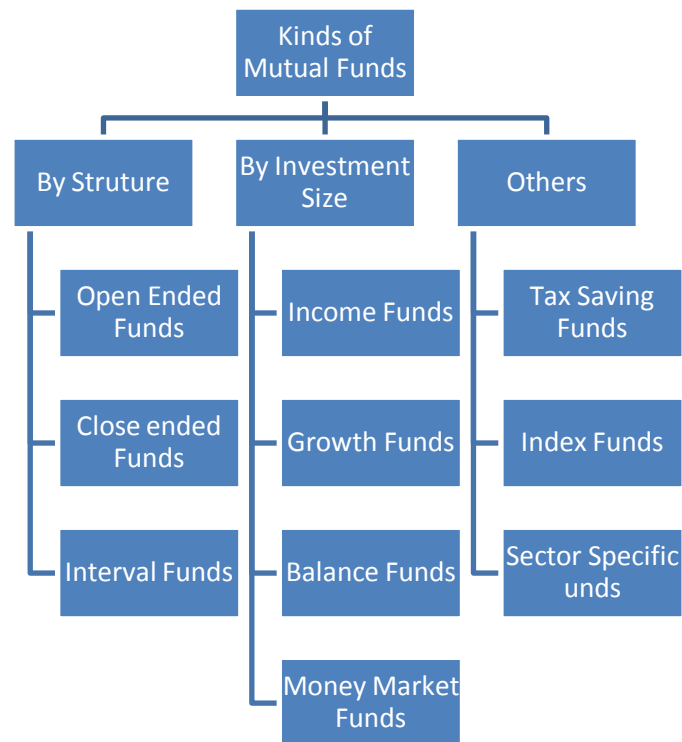 Kinds of
Mutual Funds
By Struture
By Investment
Size
Others
Open Ended
Funds
Close ended
Funds
Interval Funds
Income Funds
Growth Funds
Balance Funds
Money Market
Funds
Tax Saving
Funds
Index Funds
Sector Specific
unds